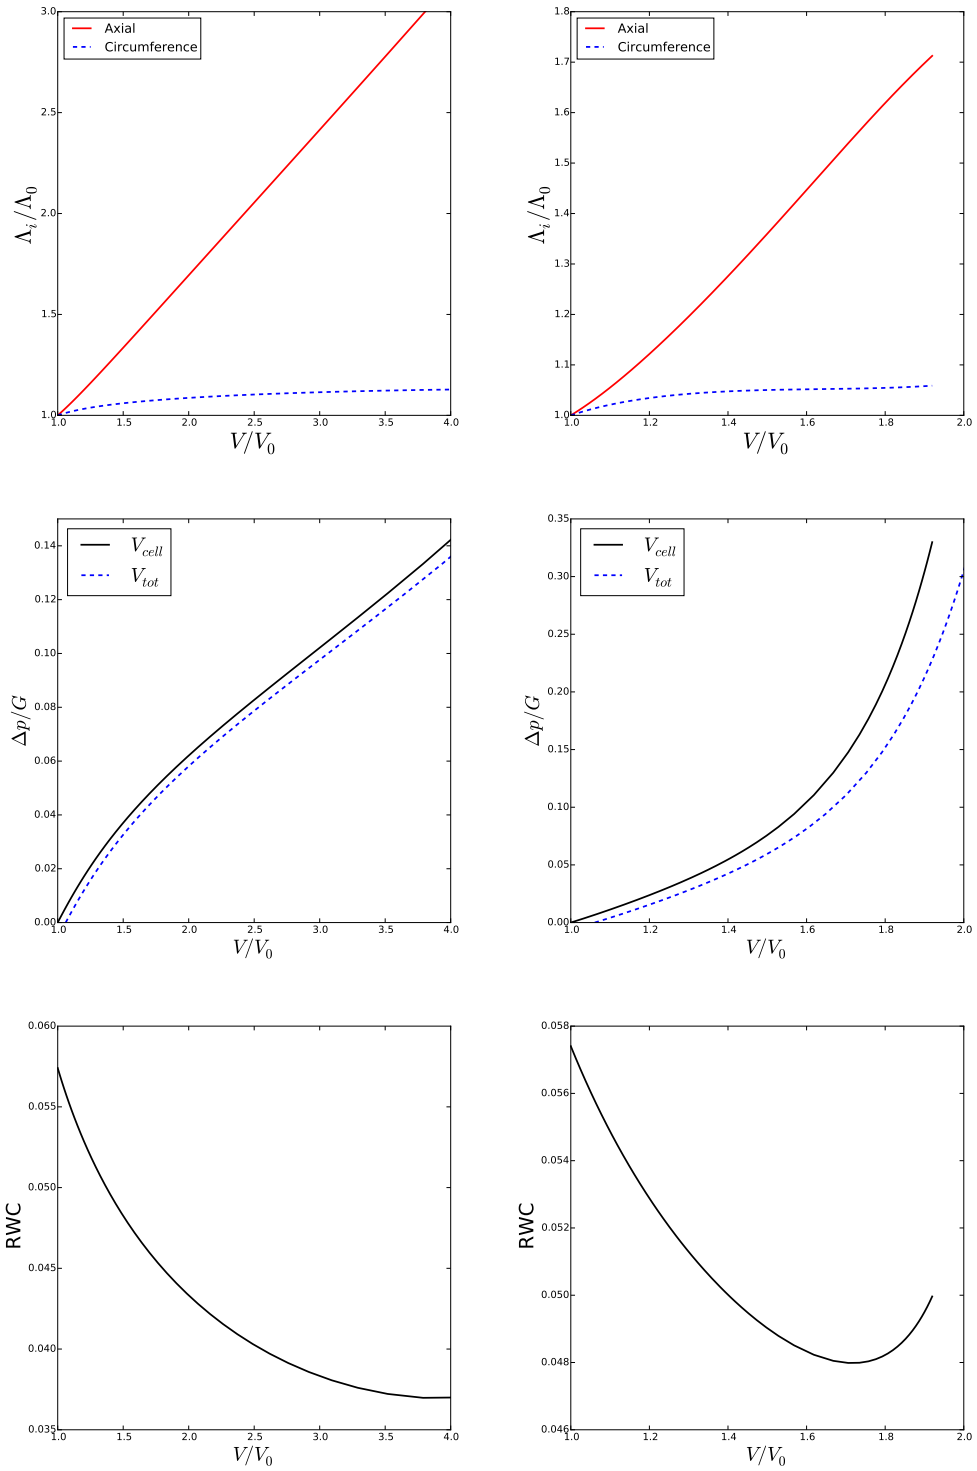 3.0
2.5
2.0
1.5
1.0
Λi/Λ0
Axial
Circumference
1.0 1.5 2.0 2.5 3.0 3.5 4.0
V/V0
1.8
1.7
1.6
1.5
1.4
1.3
1.2
1.1
1.0
Λi/Λ0
Axial
Circumference
1.0 1.2 1.4 1.6 1.8 2.0
V/V0
0.14
0.12
0.10
0.08
0.06
0.04
0.02
0.00
Δp/G
Vcell
Vtot
1.0 1.5 2.0 2.5 3.0 3.5 4.0
V/V0
0.35
0.30
0.25
0.20
0.15
0.10
0.05
0.00
Δp/G
Vcell
Vtot
1.0 1.2 1.4 1.6 1.8 2.0
V/V0
0.060
0.055
0.050
0.045
0.040
0.035
RWC
1.0 1.5 2.0 2.5 3.0 3.5 4.0
V/V0
0.058
0.056
0.054
0.052
0.050
0.048
0.046
RWC
1.0 1.2 1.4 1.6 1.8 2.0
V/V0